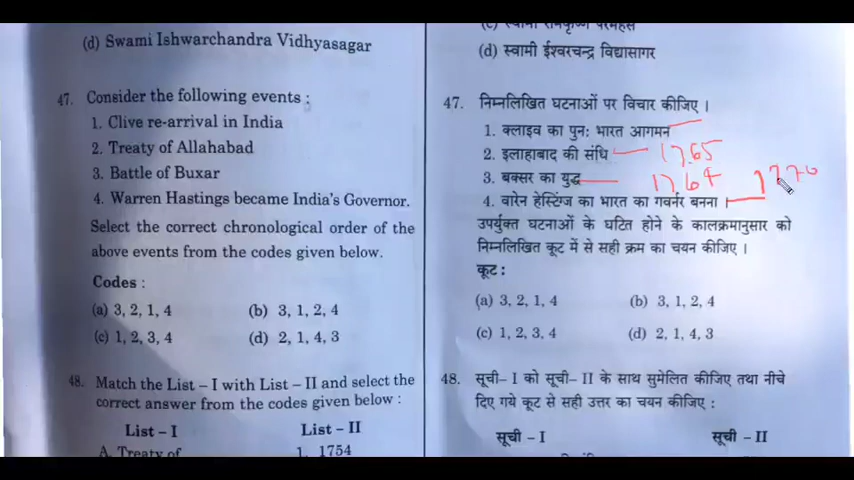 (d) Swami Ishwarchandra Vidhyasagar
47. Consider the following events :
1. Clive re-arrival in India
2. Treaty of Allahabad
3. Battle of Buxar
4. Warren Hastings became India's Governor.
Select the correct chronological order of the
above events from the codes given below.
Codes :
(a) 3, 2, 1, 4 (b) 3, 1, 2, 4
(c) 1, 2, 3, 4 (d) 2, 1, 4, 3
48. Match the List – I with List – II and select the
correct answer from the codes given below :
List – I List – II
A. Treaty of 1. 1754
(d) स्वामी ईश्वरचन्द्र विद्यासागर
47. निम्नलिखित घटनाओं पर विचार कीजिए ।
1. क्लाइव का पुन: भारत आगमन
2. इलाहाबाद की संधि 1765
3. बक्सर का युद्ध 1764
4. वारेन हेस्टिंग्ज का भारत का गवर्नर बनना । 1770
उपर्युक्त घटनाओं के घटित होने के कालक्रमानुसार को
निम्नलिखित कूट में से सही क्रम का चयन कीजिए ।
कूट :
(a) 3, 2, 1, 4 (b) 3, 1, 2, 4
(c) 1, 2, 3, 4 (d) 2, 1, 4, 3
48. सूची– I को सूची– II के साथ सुमेलित कीजिए तथा नीचे
दिए गये कूट से सही उत्तर का चयन कीजिए :
सूची – I सूची – II